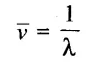 v̅ = 1/λ